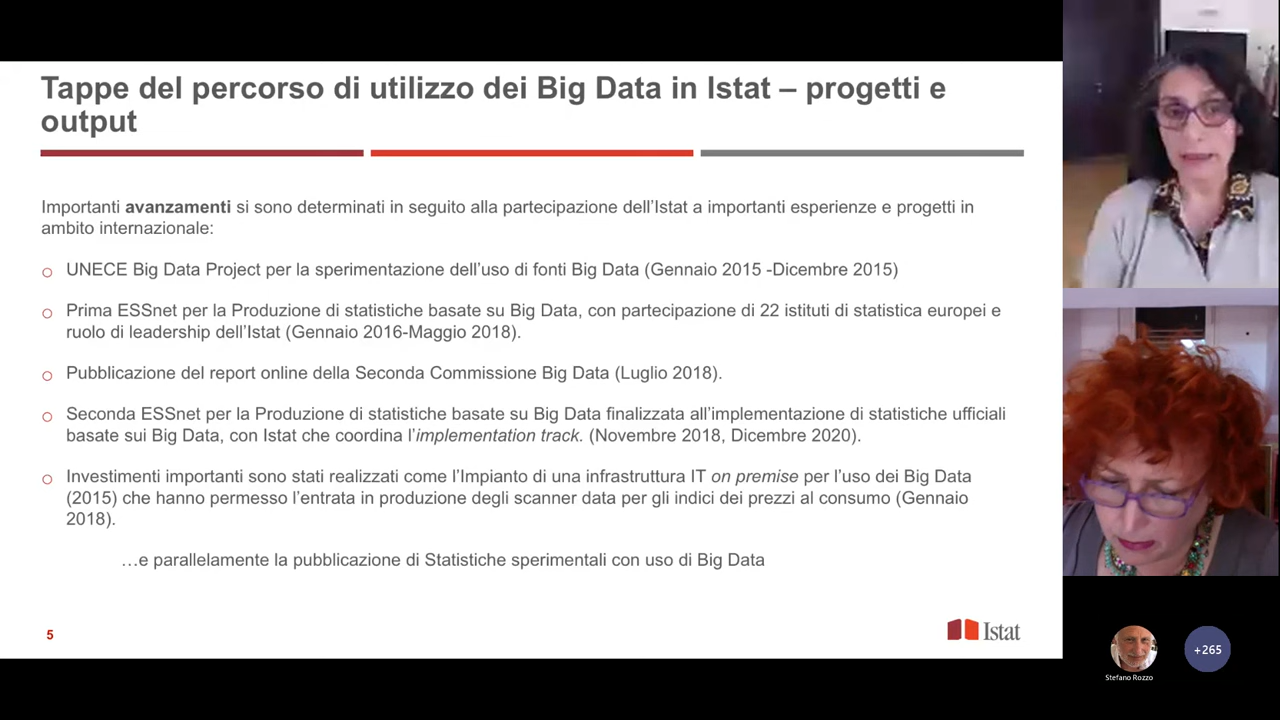 Tappe del percorso di utilizzo dei Big Data in Istat – progetti e
output
Importanti avanzamenti si sono determinati in seguito alla partecipazione dell'Istat a importanti esperienze e progetti in
ambito internazionale:
o UNECE Big Data Project per la sperimentazione dell'uso di fonti Big Data (Gennaio 2015 -Dicembre 2015)
o Prima ESSnet per la Produzione di statistiche basate su Big Data, con partecipazione di 22 istituti di statistica europei e
ruolo di leadership dell'Istat (Gennaio 2016-Maggio 2018).
o Pubblicazione del report online della Seconda Commissione Big Data (Luglio 2018).
o Seconda ESSnet per la Produzione di statistiche basate su Big Data finalizzata all'implementazione di statistiche ufficiali
basate sui Big Data, con Istat che coordina l'implementation track. (Novembre 2018, Dicembre 2020).
o Investimenti importanti sono stati realizzati come l'Impianto di una infrastruttura IT on premise per l'uso dei Big Data
(2015) che hanno permesso l'entrata in produzione degli scanner data per gli indici dei prezzi al consumo (Gennaio
2018).
…e parallelamente la pubblicazione di Statistiche sperimentali con uso di Big Data
5
Istat
+265
Stefano Rozzo